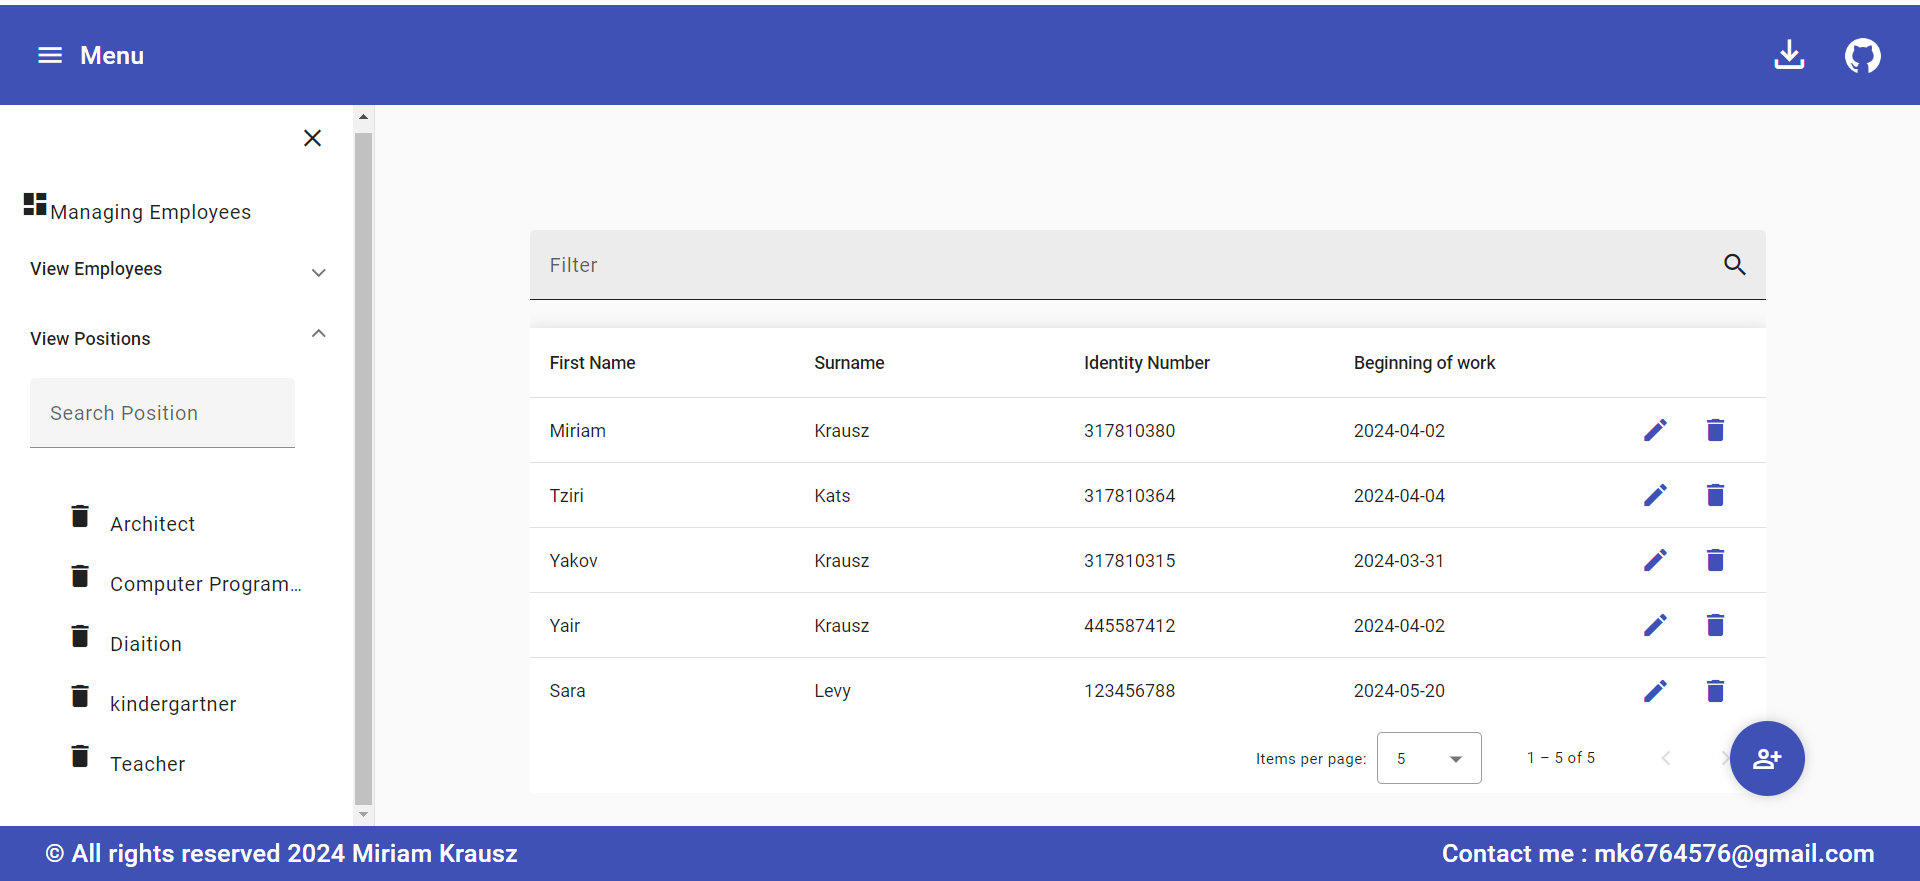 Menu
Managing Employees
View Employees
View Positions
Search Position
Architect
Computer Program...
Diaition
kindergartner
Teacher
Filter
First Name Surname Identity Number Beginning of work
Miriam Krausz 317810380 2024-04-02
Tziri Kats 317810364 2024-04-04
Yakov Krausz 317810315 2024-03-31
Yair Krausz 445587412 2024-04-02
Sara Levy 123456788 2024-05-20
Items per page: 5 1 – 5 of 5
© All rights reserved 2024 Miriam Krausz
Contact me : mk6764576@gmail.com